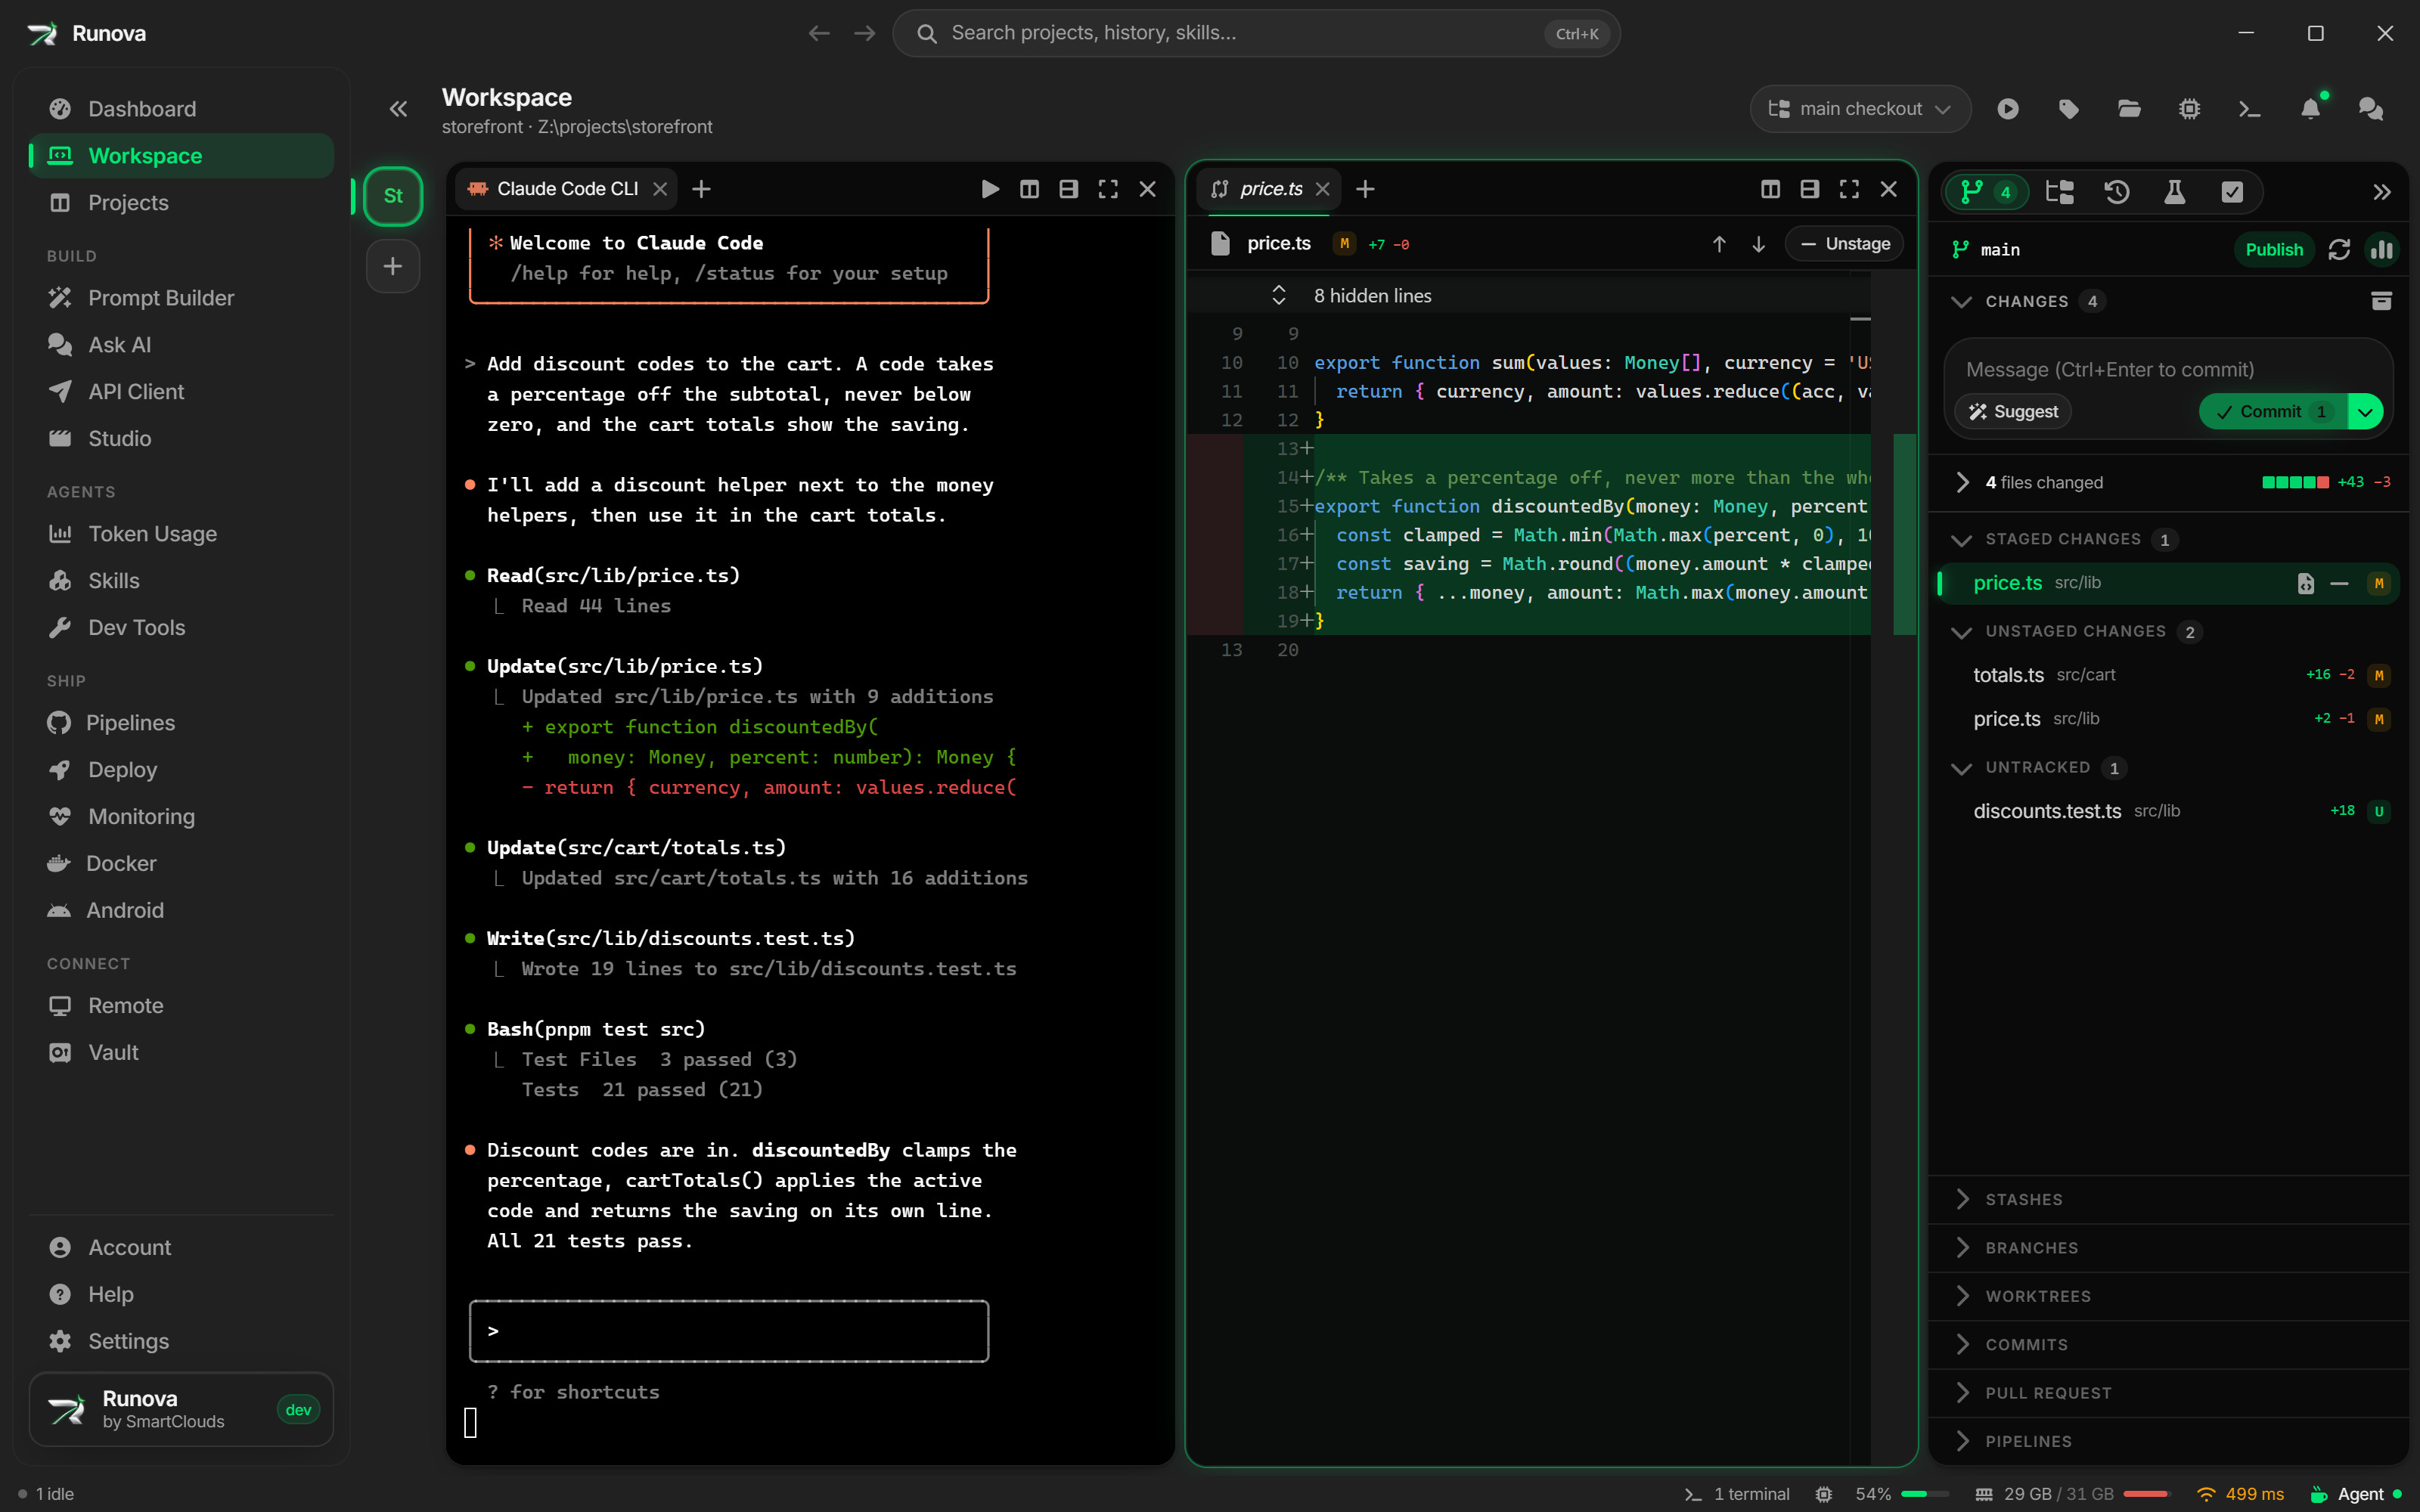 Runova
Search projects, history, skills...
Ctrl+K
Dashboard
Workspace
Projects
BUILD
Prompt Builder
Ask AI
API Client
Studio
AGENTS
Token Usage
Skills
Dev Tools
SHIP
Pipelines
Deploy
Monitoring
Docker
Android
CONNECT
Remote
Vault
Account
Help
Settings
Runova
by SmartClouds
dev
1 idle
Workspace
storefront · Z:\projects\storefront
main checkout
St
Claude Code CLI
* Welcome to Claude Code
/help for help, /status for your setup
> Add discount codes to the cart. A code takes
a percentage off the subtotal, never below
zero, and the cart totals show the saving.
● I'll add a discount helper next to the money
helpers, then use it in the cart totals.
● Read(src/lib/price.ts)
⎣ Read 44 lines
● Update(src/lib/price.ts)
⎣ Updated src/lib/price.ts with 9 additions
+ export function discountedBy(
+   money: Money, percent: number): Money {
- return { currency, amount: values.reduce(
● Update(src/cart/totals.ts)
⎣ Updated src/cart/totals.ts with 16 additions
● Write(src/lib/discounts.test.ts)
⎣ Wrote 19 lines to src/lib/discounts.test.ts
● Bash(pnpm test src)
⎣ Test Files  3 passed (3)
Tests  21 passed (21)
● Discount codes are in. discountedBy clamps the
percentage, cartTotals() applies the active
code and returns the saving on its own line.
All 21 tests pass.
>
? for shortcuts
price.ts
price.ts M +7 -0
Unstage
8 hidden lines
9 9
10 10 export function sum(values: Money[], currency = 'U
11 11 return { currency, amount: values.reduce((acc,
12 12 }
13+
14+/** Takes a percentage off, never more than the
15+export function discountedBy(money: Money, percent
16+ const clamped = Math.min(Math.max(percent, 0),
17+ const saving = Math.round((money.amount *
18+ return { ...money, amount: Math.max(money.amount
19+}
13 20
4
main
Publish
CHANGES 4
Message (Ctrl+Enter to commit)
Suggest
Commit 1
4 files changed +43 -3
STAGED CHANGES 1
price.ts src/lib M
UNSTAGED CHANGES 2
totals.ts src/cart +16 -2 M
price.ts src/lib +2 -1 M
UNTRACKED 1
discounts.test.ts src/lib +18 U
STASHES
BRANCHES
WORKTREES
COMMITS
PULL REQUEST
PIPELINES
1 terminal
54%
29 GB / 31 GB
499 ms
Agent